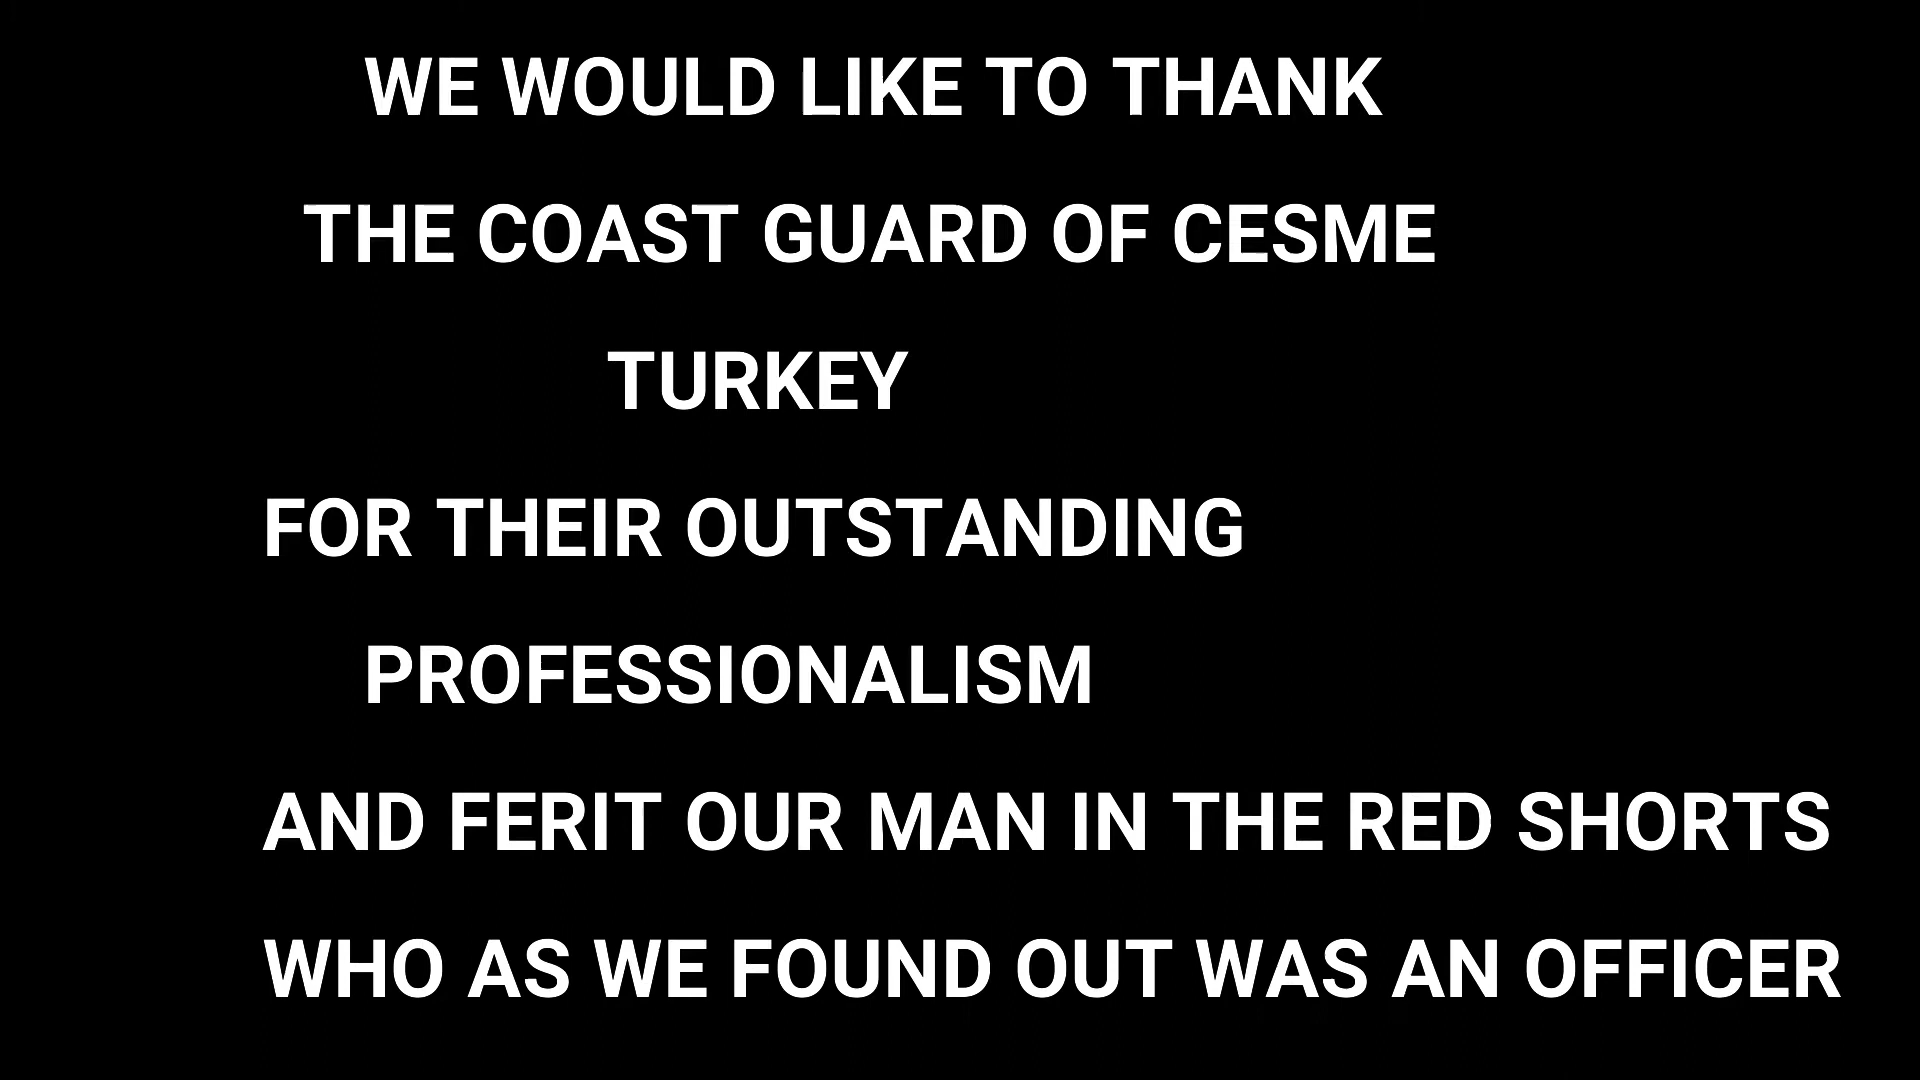 WE WOULD LIKE TO THANK
THE COAST GUARD OF CESME
TURKEY
FOR THEIR OUTSTANDING
PROFESSIONALISM
AND FERIT OUR MAN IN THE RED SHORTS
WHO AS WE FOUND OUT WAS AN OFFICER